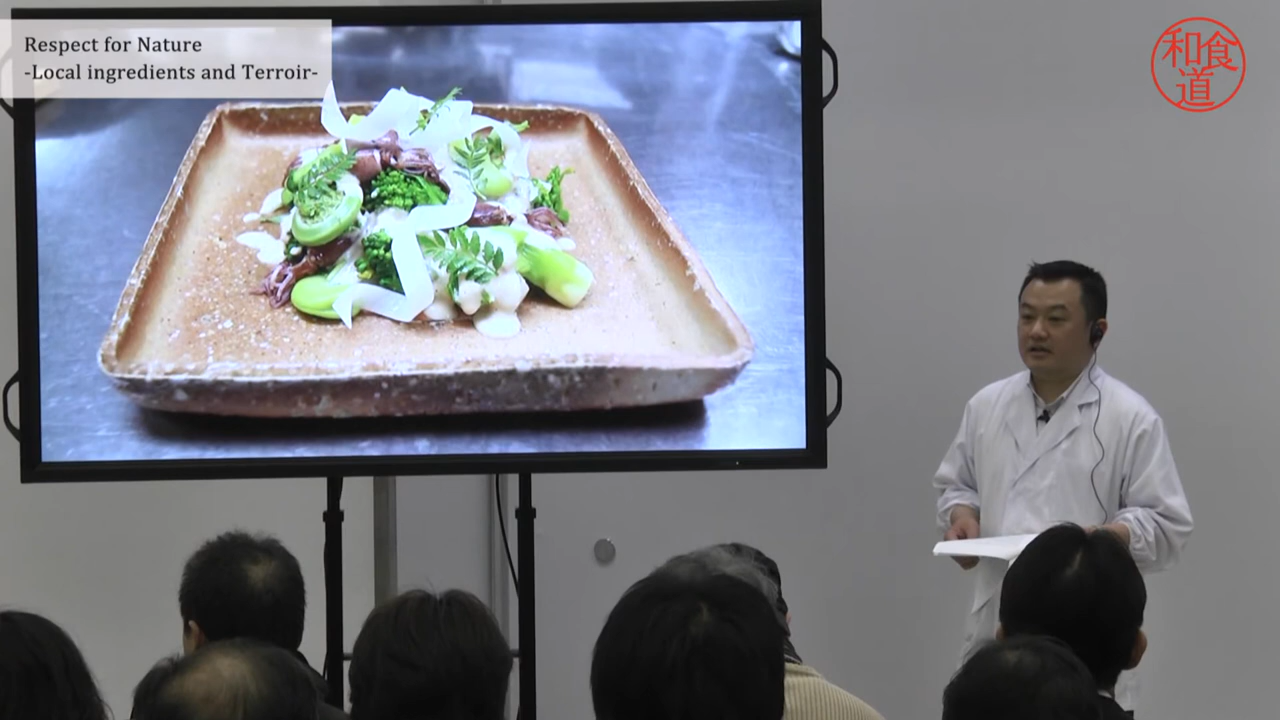 Respect for Nature
-Local ingredients and Terroir-
和食
道